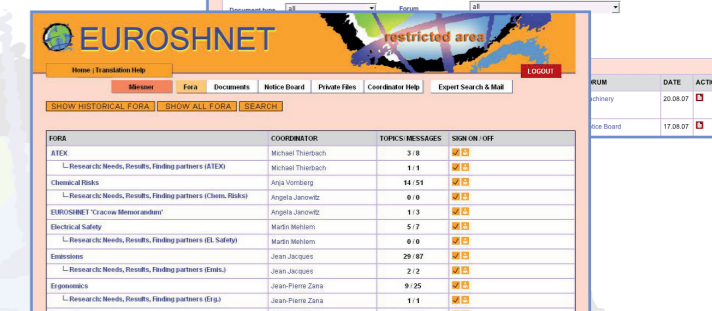 Document type all Forum all
EUROSHNET
restricted area
Home | Translation Help
LOGOUT
Miesner Fora Documents Notice Board Private Files Coordinator Help Expert Search & Mail
SHOW HISTORICAL FORA SHOW ALL FORA SEARCH
FORA COORDINATOR TOPICS/MESSAGES SIGN ON / OFF
ATEX Michael Thierbach 3 / 8
Research: Needs, Results, Finding partners (ATEX) Michael Thierbach 1 / 1
Chemical Risks Anja Vomberg 14 / 51
Research: Needs, Results, Finding partners (Chem. Risks) Angela Janowitz 0 / 0
EUROSHNET 'Cracow Memorandum' Angela Janowitz 1 / 3
Electrical Safety Martin Mehlem 5 / 7
Research: Needs, Results, Finding partners (El. Safety) Martin Mehlem 0 / 0
Emissions Jean Jacques 29 / 87
Research: Needs, Results, Finding partners (Emis.) Jean Jacques 2 / 2
Ergonomics Jean-Pierre Zana 9 / 25
Research: Needs, Results, Finding partners (Erg.) Jean-Pierre Zana 1 / 1
RUM DATE ACTI
achinery 20.08.07
tice Board 17.08.07